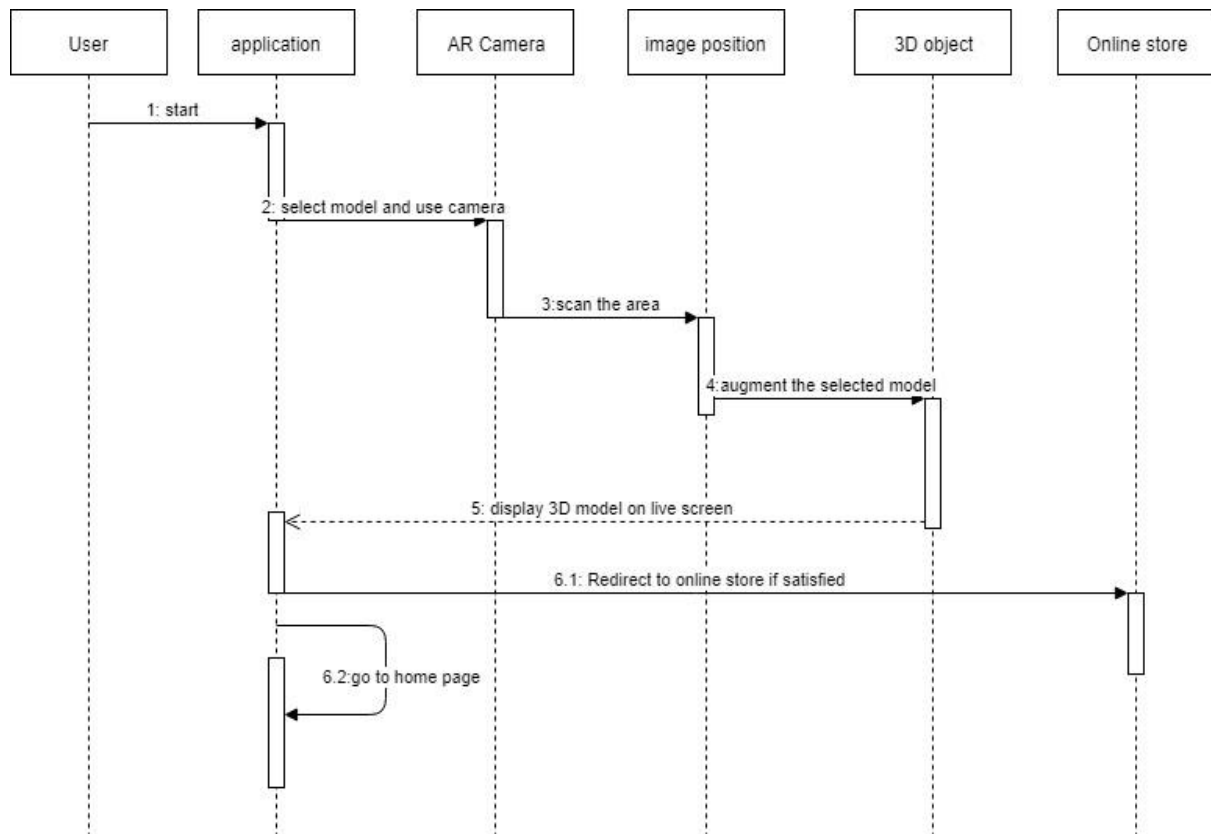 User
application
AR Camera
image position
3D object
Online store
1: start
2: select model and use camera
3:scan the area
4:augment the selected model
5: display 3D model on live screen
6.1: Redirect to online store if satisfied
6.2:go to home page